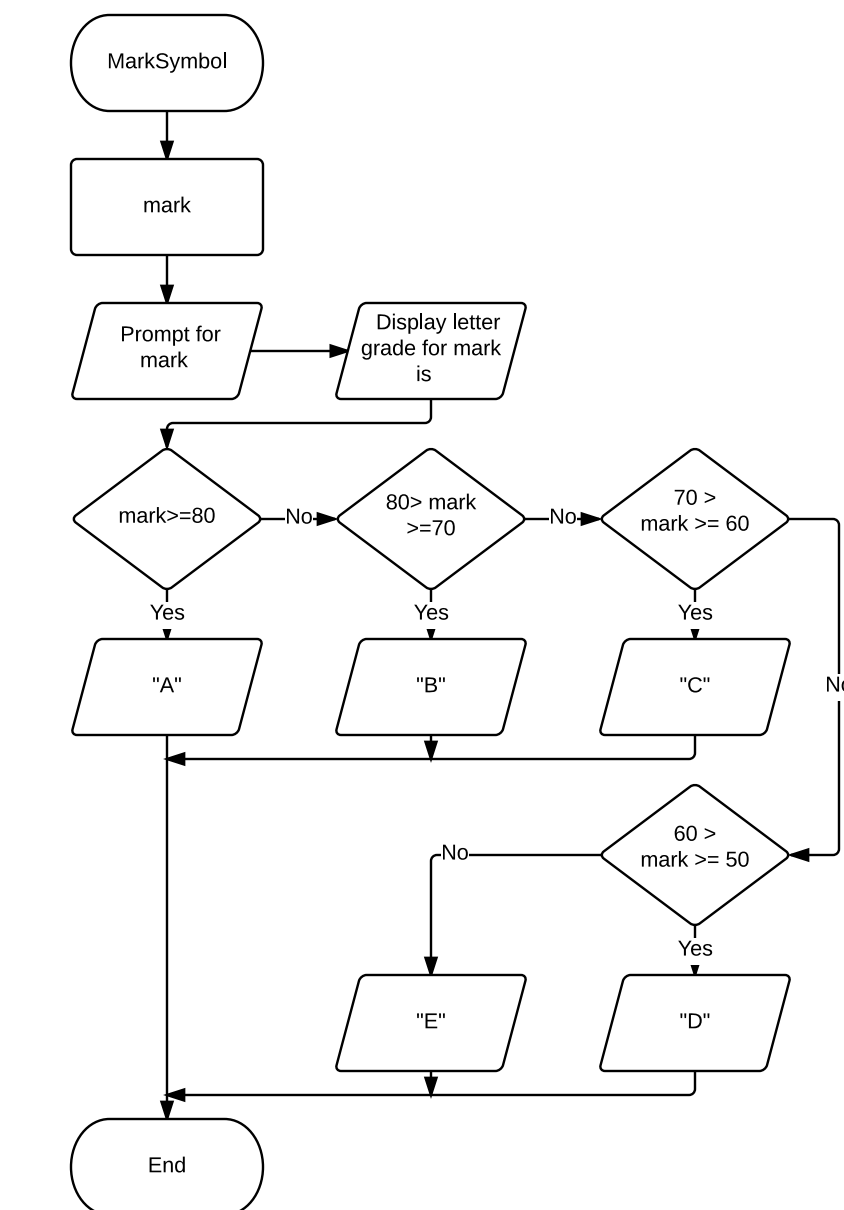 MarkSymbol
mark
Prompt for
mark
Display letter
grade for mark
is
mark>=80
No
80> mark
>=70
No
70 >
mark >= 60
Yes
Yes
Yes
"A"
"B"
"C"
60 >
mark >= 50
No
Yes
"E"
"D"
End